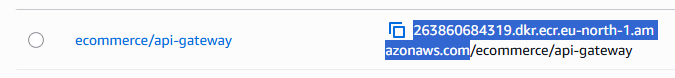 ecommerce/api-gateway
263860684319.dkr.ecr.eu-north-1.am
azonaws.com/ecommerce/api-gateway